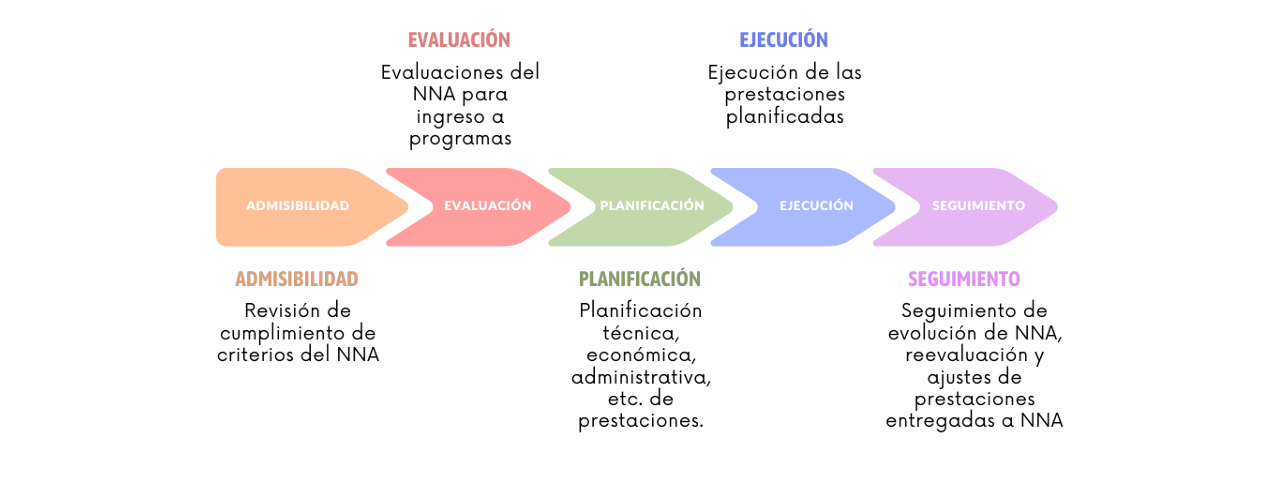 EVALUACIÓN
Evaluaciones del
NNA para
ingreso a
programas
EJECUCIÓN
Ejecución de las
prestaciones
planificadas
ADMISIBILIDAD
EVALUACIÓN
PLANIFICACIÓN
EJECUCIÓN
SEGUIMIENTO
ADMISIBILIDAD
Revisión de
cumplimiento de
criterios del NNA
PLANIFICACIÓN
Planificación
técnica,
económica,
administrativa,
etc. de
prestaciones.
SEGUIMIENTO
Seguimiento de
evolución de NNA,
reevaluación y
ajustes de
prestaciones
entregadas a NNA